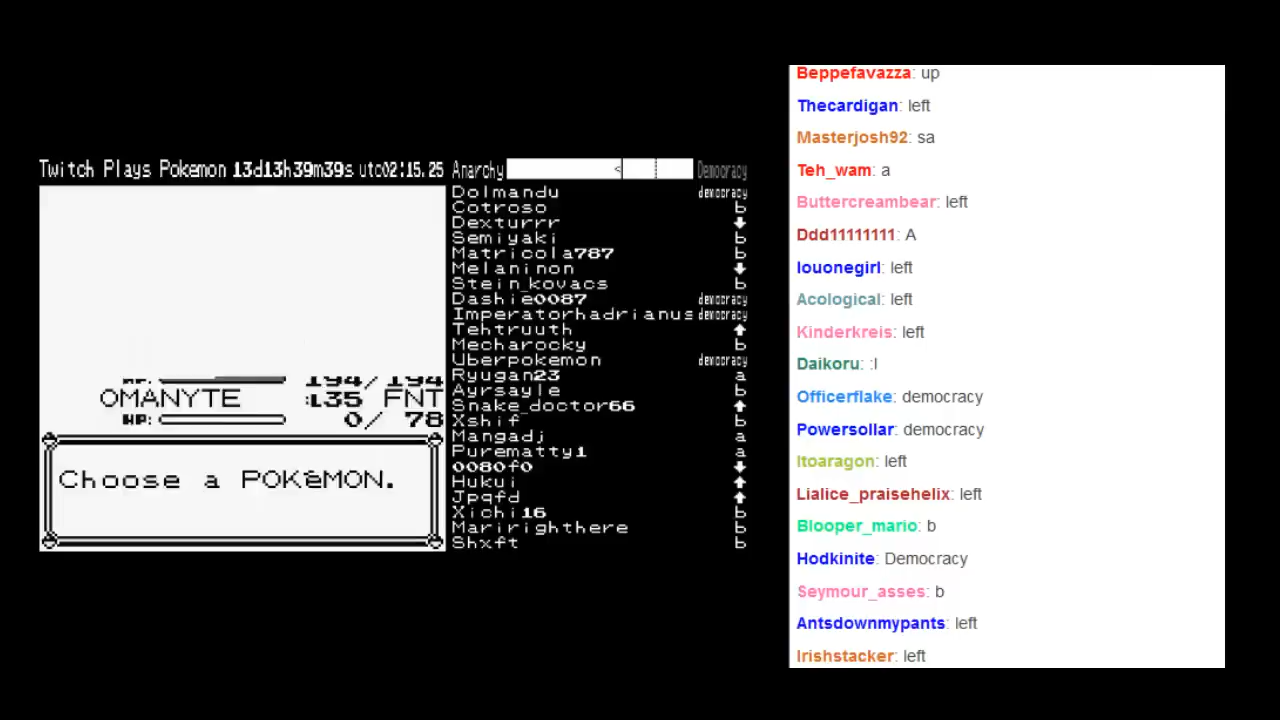 Twitch Plays Pokemon 13d13h39m39s utc02:15.25 Anarchy < Democracy
194/194
OMANYTE :L35 FNT
HP: 0/ 78
Choose a POKéMON.
Dolmandu democracy
Cotroso b
Dexturrr ⬇
Semiyaki b
Matricola787 b
Melaninon ⬇
Stein_kovacs b
Dashie0087 democracy
Imperatorhadrianus democracy
Tehtruuth ⬆
Mecharocky b
Uberpokemon democracy
Ryugan23 a
Ayrsayle b
Snake_doctor66 ⬆
Xshif b
Mangadj a
Purematty1 a
0080f0 ⬇
Hukui ⬆
Jpqfd ⬆
Xichi16 b
Maririghthere b
Shxft b
Beppefavazza: up
Thecardigan: left
Masterjosh92: sa
Teh_wam: a
Buttercreambear: left
Ddd11111111: A
Iouonegirl: left
Acological: left
Kinderkreis: left
Daikoru: :l
Officerflake: democracy
Powersollar: democracy
Itoaragon: left
Lialice_praisehelix: left
Blooper_mario: b
Hodkinite: Democracy
Seymour_asses: b
Antsdownmypants: left
Irishstacker: left